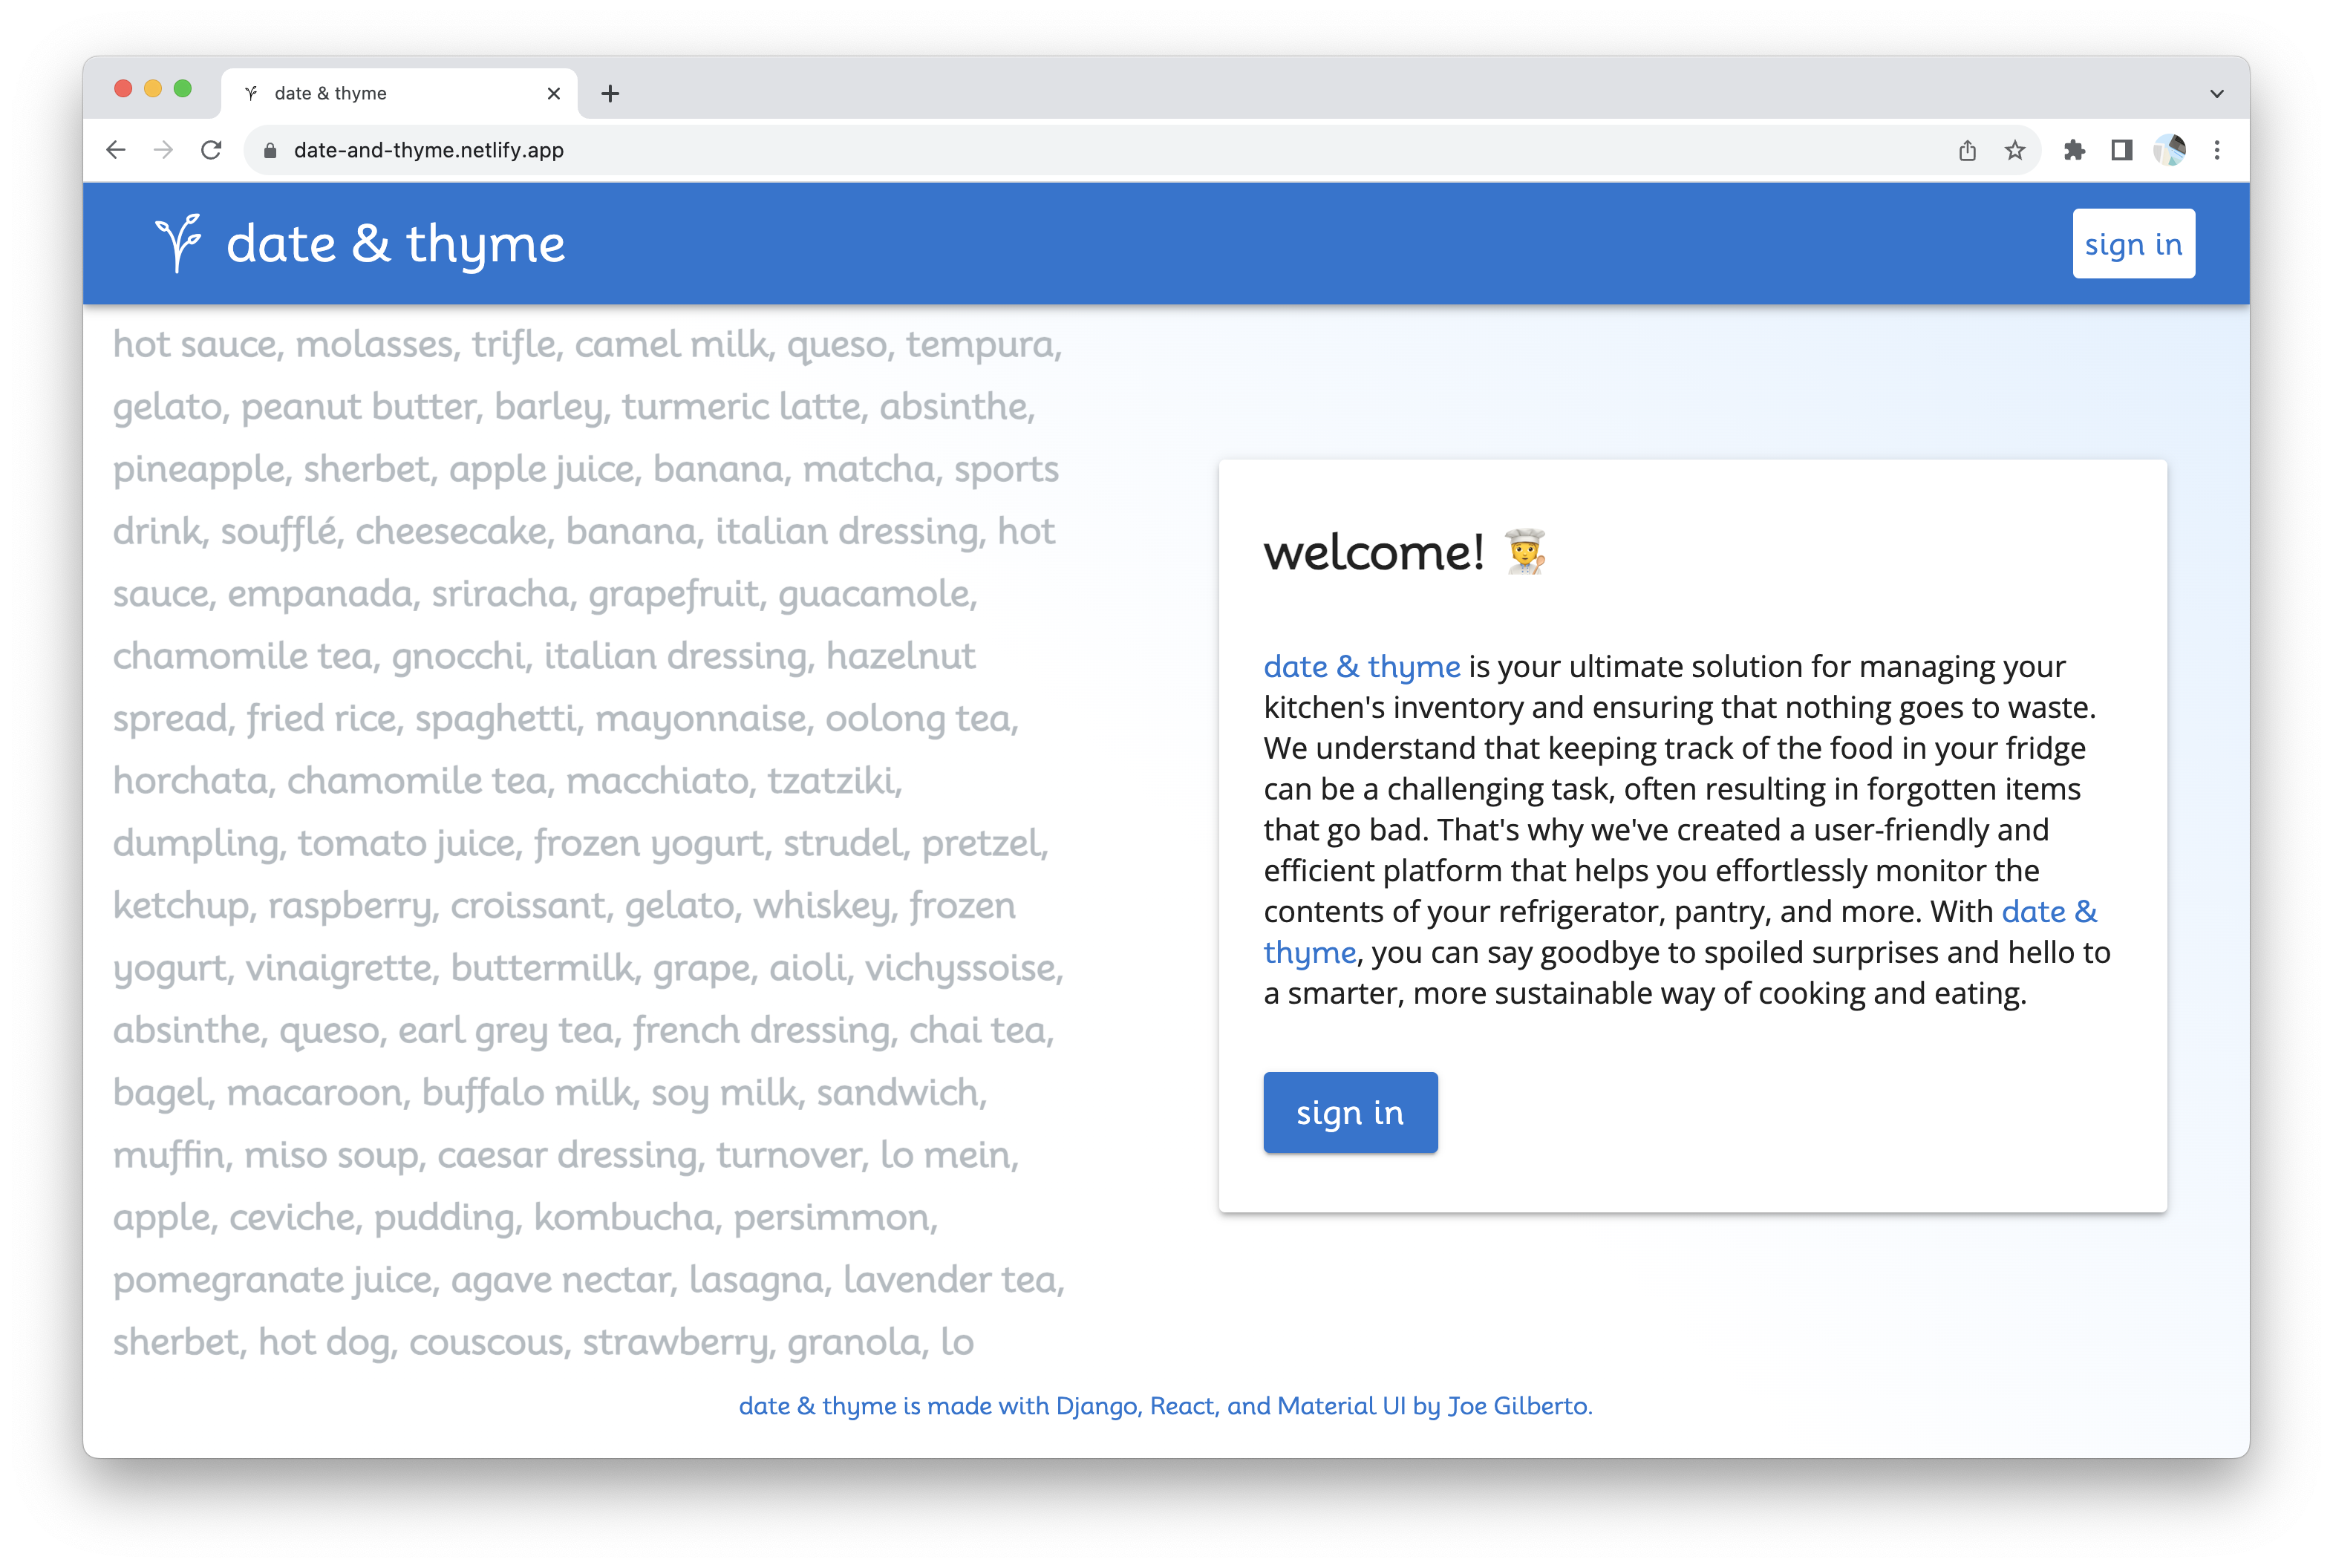 date & thyme
date-and-thyme.netlify.app
date & thyme
sign in
hot sauce, molasses, trifle, camel milk, queso, tempura,
gelato, peanut butter, barley, turmeric latte, absinthe,
pineapple, sherbet, apple juice, banana, matcha, sports
drink, soufflé, cheesecake, banana, italian dressing, hot
sauce, empanada, sriracha, grapefruit, guacamole,
chamomile tea, gnocchi, italian dressing, hazelnut
spread, fried rice, spaghetti, mayonnaise, oolong tea,
horchata, chamomile tea, macchiato, tzatziki,
dumpling, tomato juice, frozen yogurt, strudel, pretzel,
ketchup, raspberry, croissant, gelato, whiskey, frozen
yogurt, vinaigrette, buttermilk, grape, aioli, vichyssoise,
absinthe, queso, earl grey tea, french dressing, chai tea,
bagel, macaroon, buffalo milk, soy milk, sandwich,
muffin, miso soup, caesar dressing, turnover, lo mein,
apple, ceviche, pudding, kombucha, persimmon,
pomegranate juice, agave nectar, lasagna, lavender tea,
sherbet, hot dog, couscous, strawberry, granola, lo
welcome! 🧑‍🍳
date & thyme is your ultimate solution for managing your
kitchen's inventory and ensuring that nothing goes to waste.
We understand that keeping track of the food in your fridge
can be a challenging task, often resulting in forgotten items
that go bad. That's why we've created a user-friendly and
efficient platform that helps you effortlessly monitor the
contents of your refrigerator, pantry, and more. With date &
thyme, you can say goodbye to spoiled surprises and hello to
a smarter, more sustainable way of cooking and eating.
sign in
date & thyme is made with Django, React, and Material UI by Joe Gilberto.